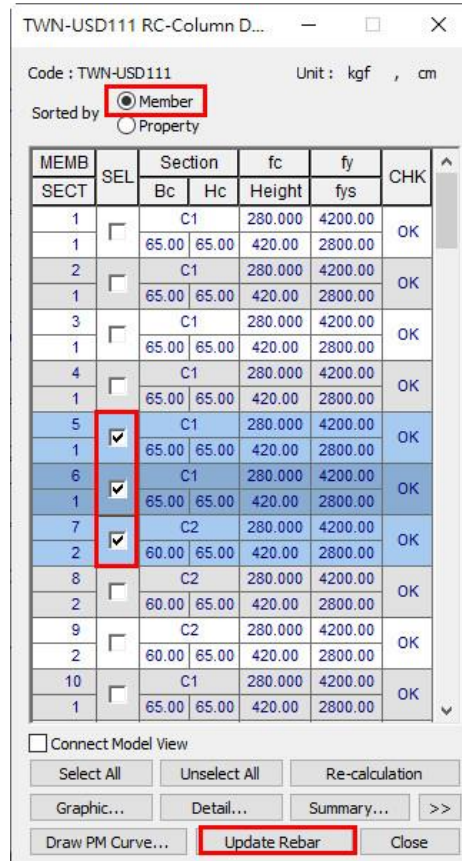 TWN-USD111 RC-Column D...
Code : TWN-USD111 Unit : kgf , cm
Sorted by Member
Property
MEMB SEL Section fc fy CHK
SECT Bc Hc Height fys
1 C1 280.000 4200.00 OK
1 65.00 65.00 420.00 2800.00
2 C1 280.000 4200.00 OK
1 65.00 65.00 420.00 2800.00
3 C1 280.000 4200.00 OK
1 65.00 65.00 420.00 2800.00
4 C1 280.000 4200.00 OK
1 65.00 65.00 420.00 2800.00
5 C1 280.000 4200.00 OK
1 65.00 65.00 420.00 2800.00
6 C1 280.000 4200.00 OK
1 65.00 65.00 420.00 2800.00
7 C2 280.000 4200.00 OK
2 60.00 65.00 420.00 2800.00
8 C2 280.000 4200.00 OK
2 60.00 65.00 420.00 2800.00
9 C2 280.000 4200.00 OK
2 60.00 65.00 420.00 2800.00
10 C1 280.000 4200.00 OK
1 65.00 65.00 420.00 2800.00
Connect Model View
Select All Unselect All Re-calculation
Graphic... Detail... Summary... >>
Draw PM Curve... Update Rebar Close